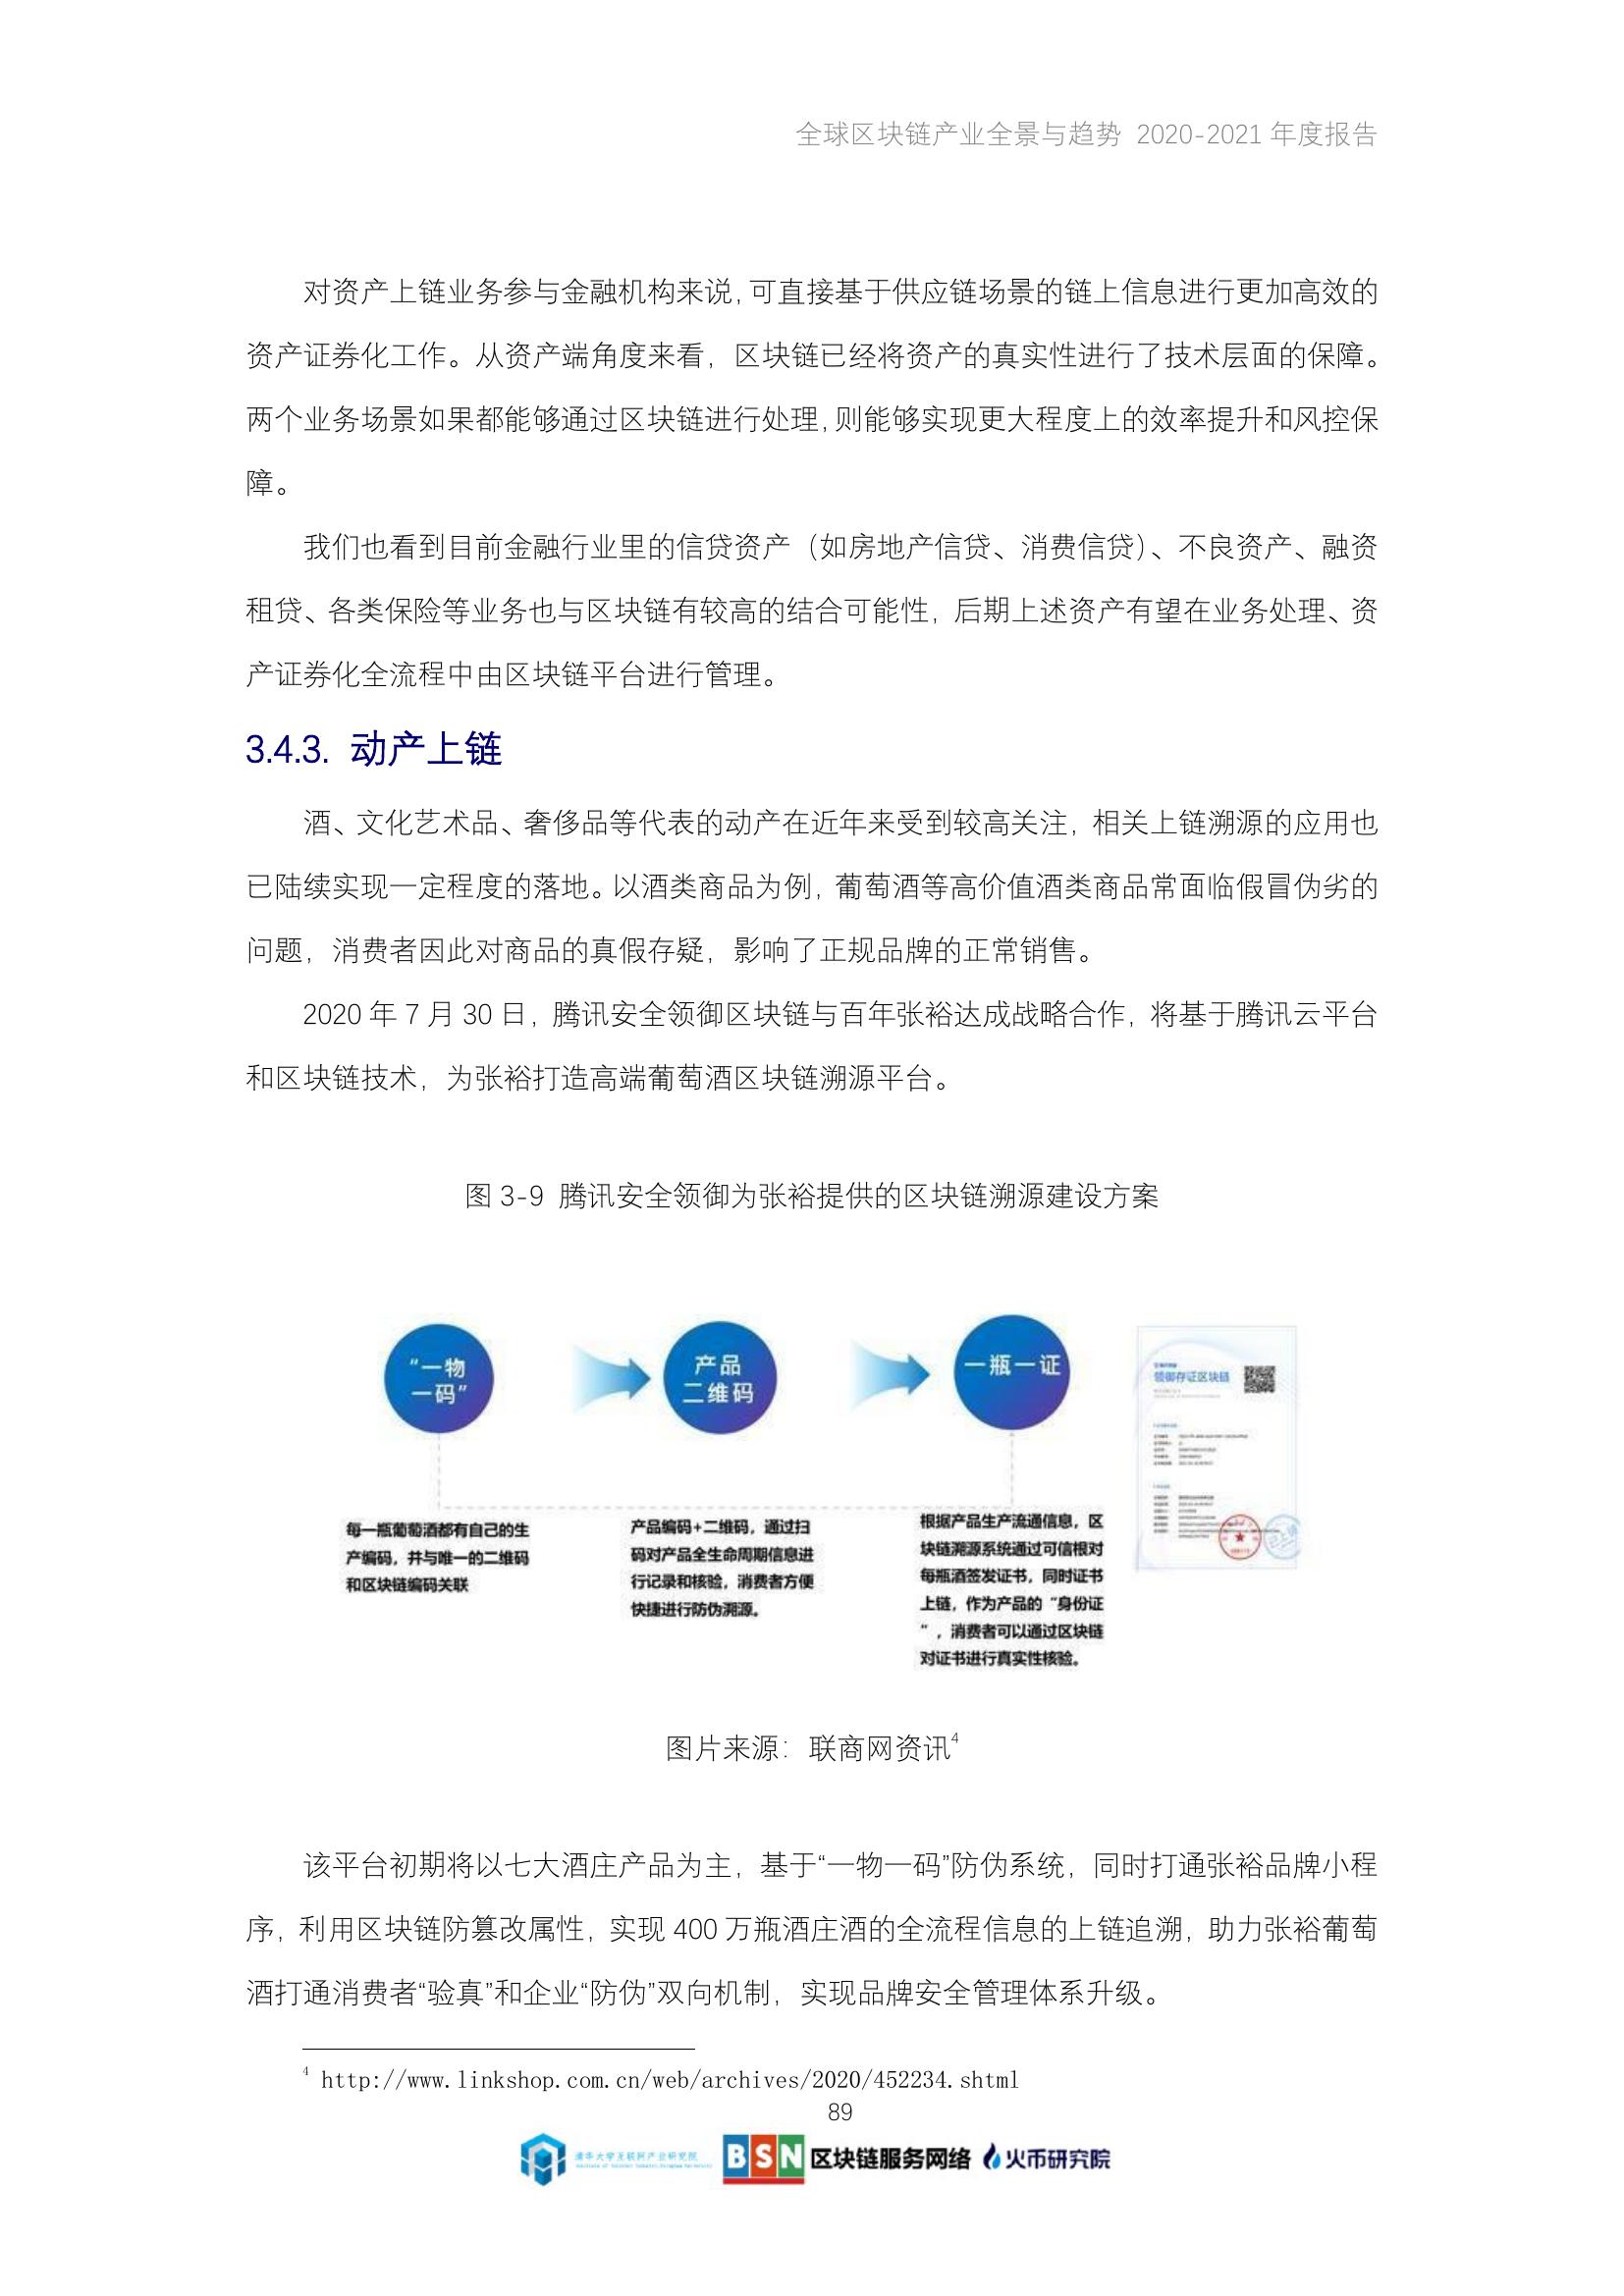 全球区块链产业全景与趋势 2020-2021 年度报告
对资产上链业务参与金融机构来说，可直接基于供应链场景的链上信息进行更加高效的
资产证券化工作。从资产端角度来看，区块链已经将资产的真实性进行了技术层面的保障。
两个业务场景如果都能够通过区块链进行处理，则能够实现更大程度上的效率提升和风控保
障。
我们也看到目前金融行业里的信贷资产（如房地产信贷、消费信贷）、不良资产、融资
租贷、各类保险等业务也与区块链有较高的结合可能性，后期上述资产有望在业务处理、资
产证券化全流程中由区块链平台进行管理。
3.4.3. 动产上链
酒、文化艺术品、奢侈品等代表的动产在近年来受到较高关注，相关上链溯源的应用也
已陆续实现一定程度的落地。以酒类商品为例，葡萄酒等高价值酒类商品常面临假冒伪劣的
问题，消费者因此对商品的真假存疑，影响了正规品牌的正常销售。
2020 年 7 月 30 日，腾讯安全领御区块链与百年张裕达成战略合作，将基于腾讯云平台
和区块链技术，为张裕打造高端葡萄酒区块链溯源平台。
图 3-9 腾讯安全领御为张裕提供的区块链溯源建设方案
“一物
一码”
产品
二维码
一瓶一证
领御存证区块链
每一瓶葡萄酒都有自己的生
产编码，并与唯一的二维码
和区块链编码关联
产品编码+二维码，通过扫
码对产品全生命周期信息进
行记录和核验，消费者方便
快捷进行防伪溯源。
根据产品生产流通信息，区
块链溯源系统通过可信根对
每瓶酒签发证书，同时证书
上链，作为产品的“身份证
”，消费者可以通过区块链
对证书进行真实性核验。
图片来源：联商网资讯4
该平台初期将以七大酒庄产品为主，基于“一物一码”防伪系统，同时打通张裕品牌小程
序，利用区块链防篡改属性，实现 400 万瓶酒庄酒的全流程信息的上链追溯，助力张裕葡萄
酒打通消费者“验真”和企业“防伪”双向机制，实现品牌安全管理体系升级。
4 http://www.linkshop.com.cn/web/archives/2020/452234.shtml
89
清华大学互联网产业研究院
BSN 区块链服务网络 火币研究院